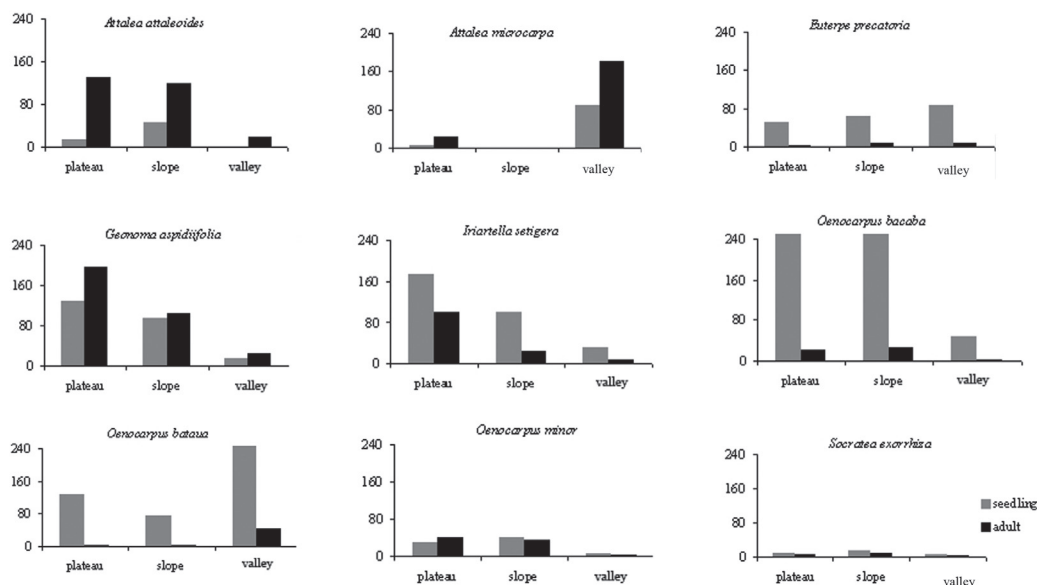 Attalea attaleoides
240
160
80
0
plateau slope valley
Attalea microcarpa
240
160
80
0
plateau slope valley
Euterpe precatoria
240
160
80
0
plateau slope valley
Geonoma aspidiifolia
240
160
80
0
plateau slope valley
Iriartella setigera
240
160
80
0
plateau slope valley
Oenocarpus bacaba
240
160
80
0
plateau slope valley
Oenocarpus bataua
240
160
80
0
plateau slope valley
Oenocarpus minor
240
160
80
0
plateau slope valley
Socratea exorrhiza
240
160
80
0
plateau slope valley
seedling
adult